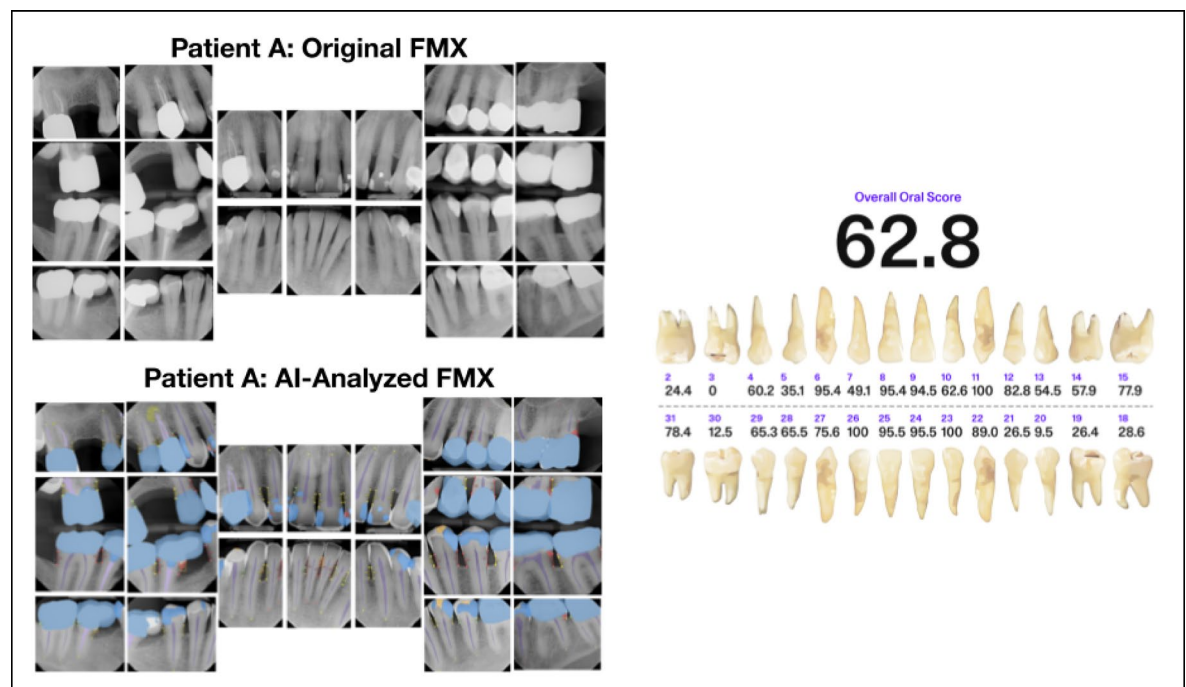 Patient A: Original FMX
Patient A: AI-Analyzed FMX
Overall Oral Score
62.8
2 3 4 5 6 7 8 9 10 11 12 13 14 15
24.4 0 60.2 35.1 95.4 49.1 95.4 94.5 62.6 100 82.8 54.5 57.9 77.9
31 30 29 28 27 26 25 24 23 22 21 20 19 18
78.4 12.5 65.3 65.5 75.6 100 95.5 95.5 100 89.0 26.5 9.5 26.4 28.6